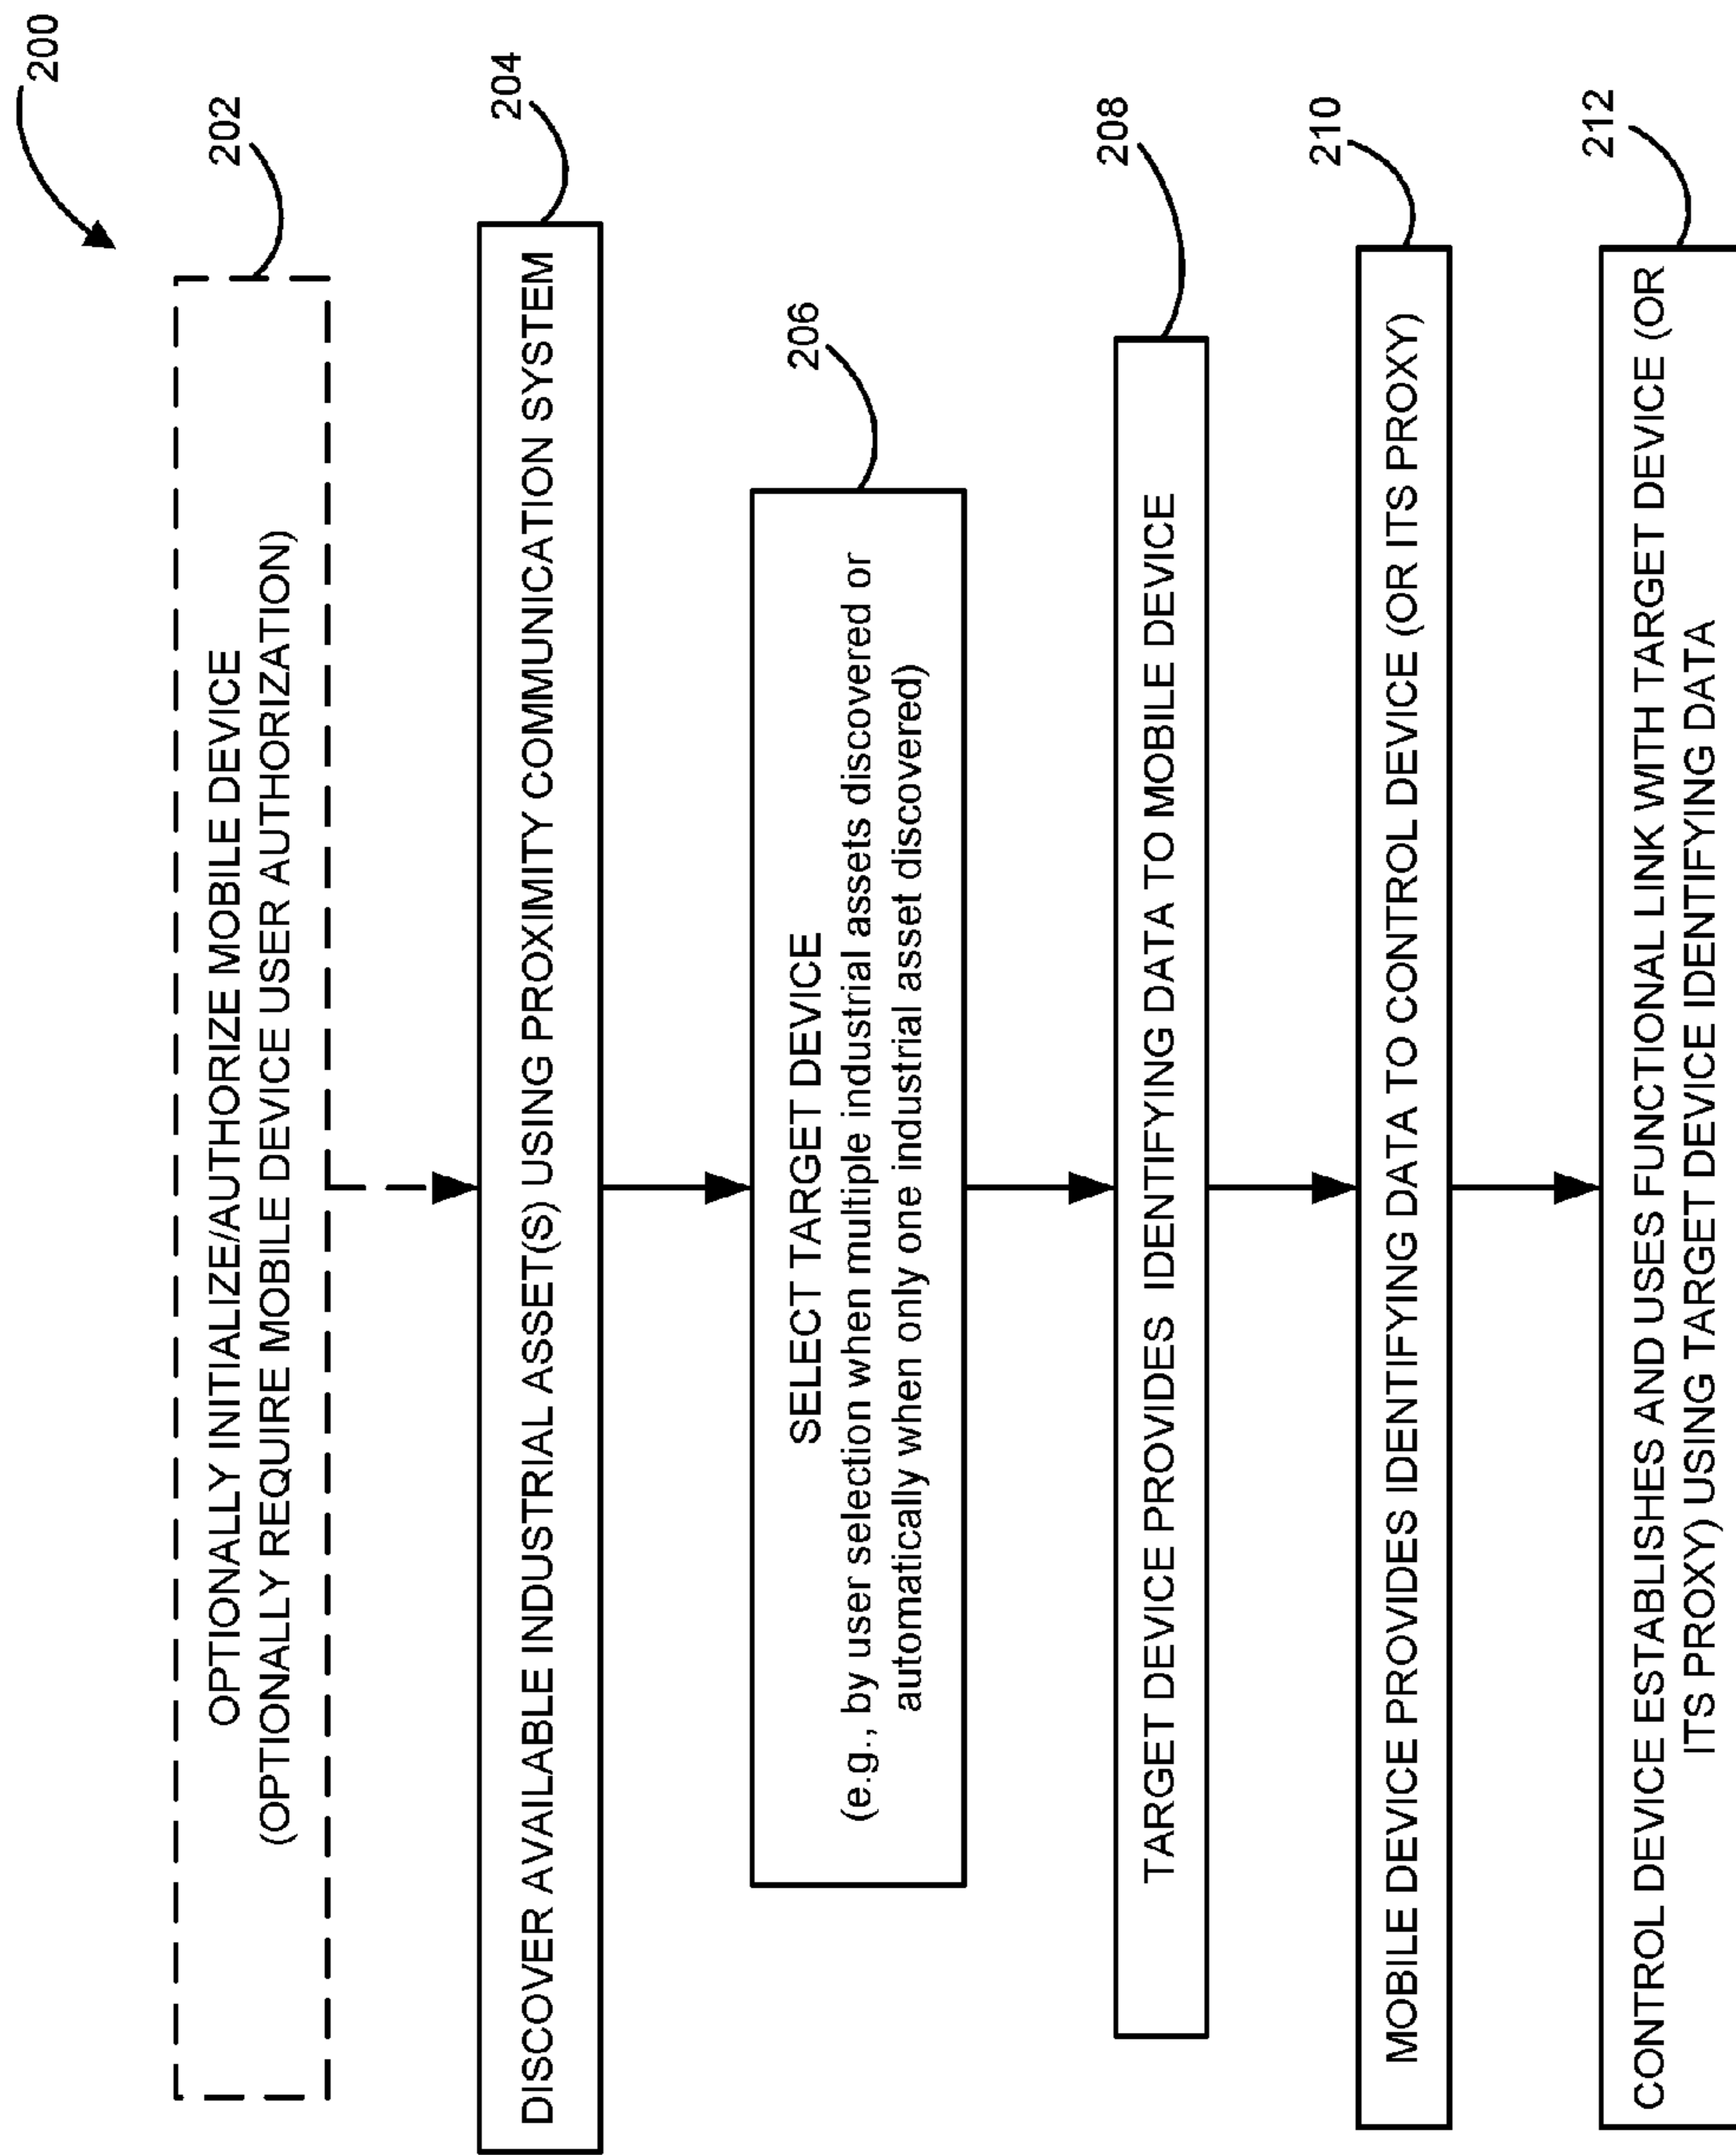 200
202
OPTIONALLY INITIALIZE/AUTHORIZE MOBILE DEVICE
(OPTIONALLY REQUIRE MOBILE DEVICE USER AUTHORIZATION)
204
DISCOVER AVAILABLE INDUSTRIAL ASSET(S) USING PROXIMITY COMMUNICATION SYSTEM
206
SELECT TARGET DEVICE
(e.g., by user selection when multiple industrial assets discovered or
automatically when only one industrial asset discovered)
208
TARGET DEVICE PROVIDES IDENTIFYING DATA TO MOBILE DEVICE
210
MOBILE DEVICE PROVIDES IDENTIFYING DATA TO CONTROL DEVICE (OR ITS PROXY)
212
CONTROL DEVICE ESTABLISHES AND USES FUNCTIONAL LINK WITH TARGET DEVICE (OR
ITS PROXY) USING TARGET DEVICE IDENTIFYING DATA